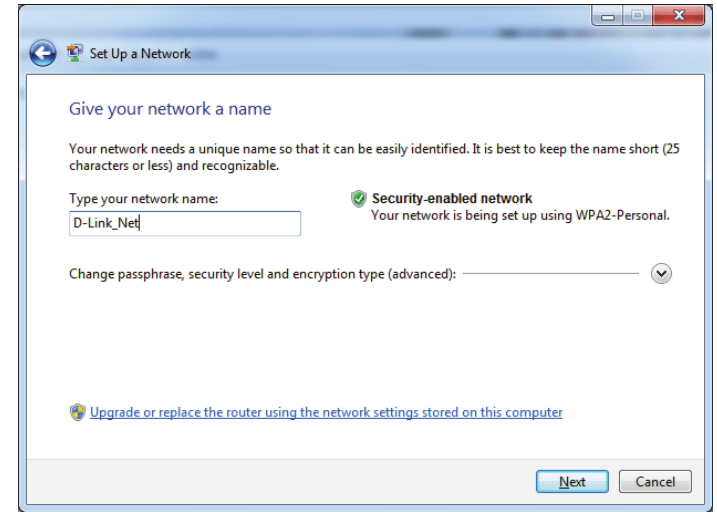 Set Up a Network
Give your network a name
Your network needs a unique name so that it can be easily identified. It is best to keep the name short (25
characters or less) and recognizable.
Type your network name:
Security-enabled network
Your network is being set up using WPA2-Personal.
D-Link_Net
Change passphrase, security level and encryption type (advanced):
Upgrade or replace the router using the network settings stored on this computer
Next
Cancel